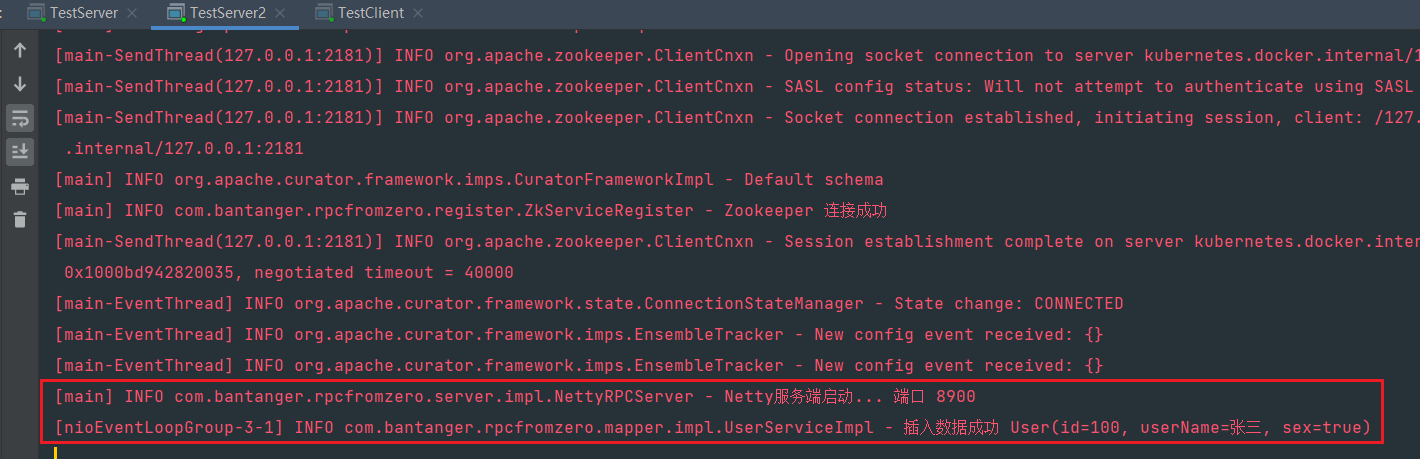 TestServer TestServer2 TestClient
[main-SendThread(127.0.0.1:2181)] INFO org.apache.zookeeper.ClientCnxn - Opening socket connection to server kubernetes.docker.internal/1
[main-SendThread(127.0.0.1:2181)] INFO org.apache.zookeeper.ClientCnxn - SASL config status: Will not attempt to authenticate using SASL
[main-SendThread(127.0.0.1:2181)] INFO org.apache.zookeeper.ClientCnxn - Socket connection established, initiating session, client: /127.
.internal/127.0.0.1:2181
[main] INFO org.apache.curator.framework.imps.CuratorFrameworkImpl - Default schema
[main] INFO com.bantanger.rpcfromzero.register.ZkServiceRegister - Zookeeper 连接成功
[main-SendThread(127.0.0.1:2181)] INFO org.apache.zookeeper.ClientCnxn - Session establishment complete on server kubernetes.docker.inter
0x1000bd942820035, negotiated timeout = 40000
[main-EventThread] INFO org.apache.curator.framework.state.ConnectionStateManager - State change: CONNECTED
[main-EventThread] INFO org.apache.curator.framework.imps.EnsembleTracker - New config event received: {}
[main-EventThread] INFO org.apache.curator.framework.imps.EnsembleTracker - New config event received: {}
[main] INFO com.bantanger.rpcfromzero.server.impl.NettyRPCServer - Netty服务端启动... 端口 8900
[nioEventLoopGroup-3-1] INFO com.bantanger.rpcfromzero.mapper.impl.UserServiceImpl - 插入数据成功 User(id=100, userName=张三, sex=true)